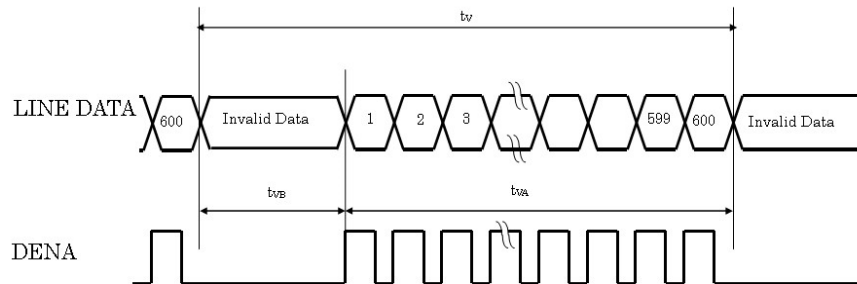 tV
LINE DATA 600 Invalid Data 1 2 3 599 600 Invalid Data
tVB tVA
DENA